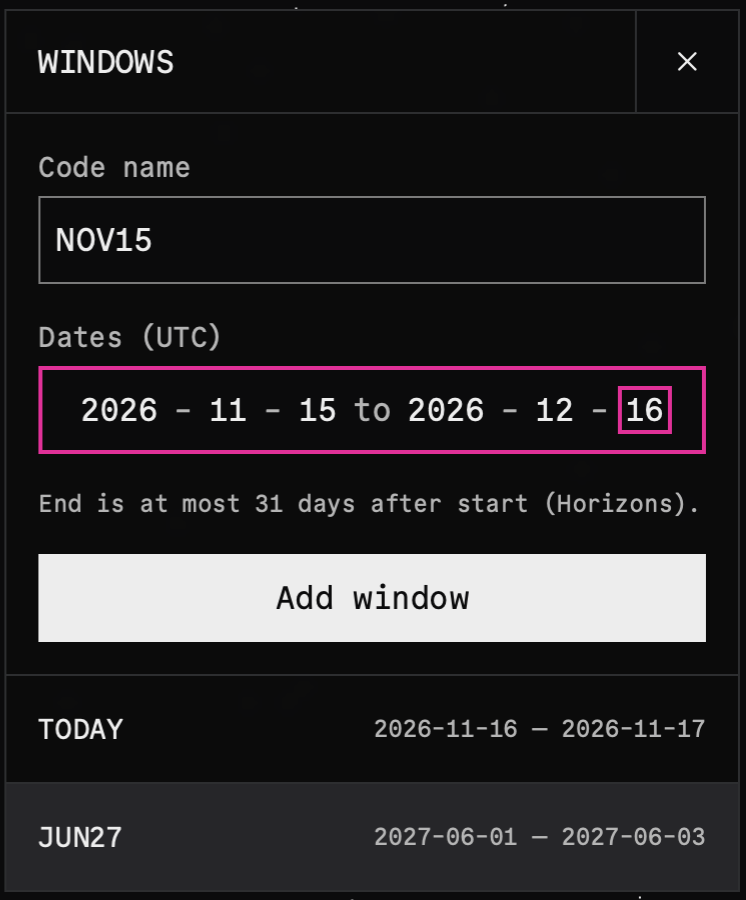 WINDOWS ×
Code name
NOV15
Dates (UTC)
2026 - 11 - 15 to 2026 - 12 - 16
End is at most 31 days after start (Horizons).
Add window
TODAY 2026-11-16 — 2026-11-17
JUN27 2027-06-01 — 2027-06-03